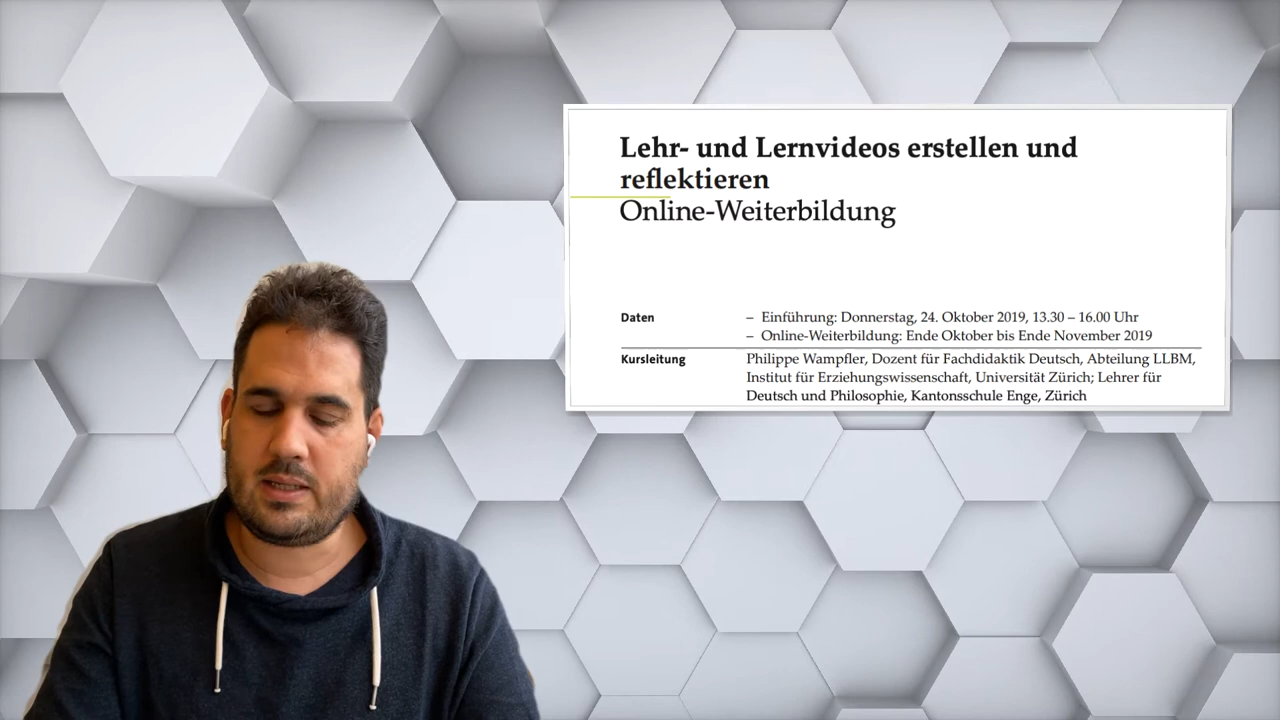 Lehr- und Lernvideos erstellen und
reflektieren
Online-Weiterbildung
Daten
– Einführung: Donnerstag, 24. Oktober 2019, 13.30 – 16.00 Uhr
– Online-Weiterbildung: Ende Oktober bis Ende November 2019
Kursleitung
Philippe Wampfler, Dozent für Fachdidaktik Deutsch, Abteilung LLBM,
Institut für Erziehungswissenschaft, Universität Zürich; Lehrer für
Deutsch und Philosophie, Kantonsschule Enge, Zürich